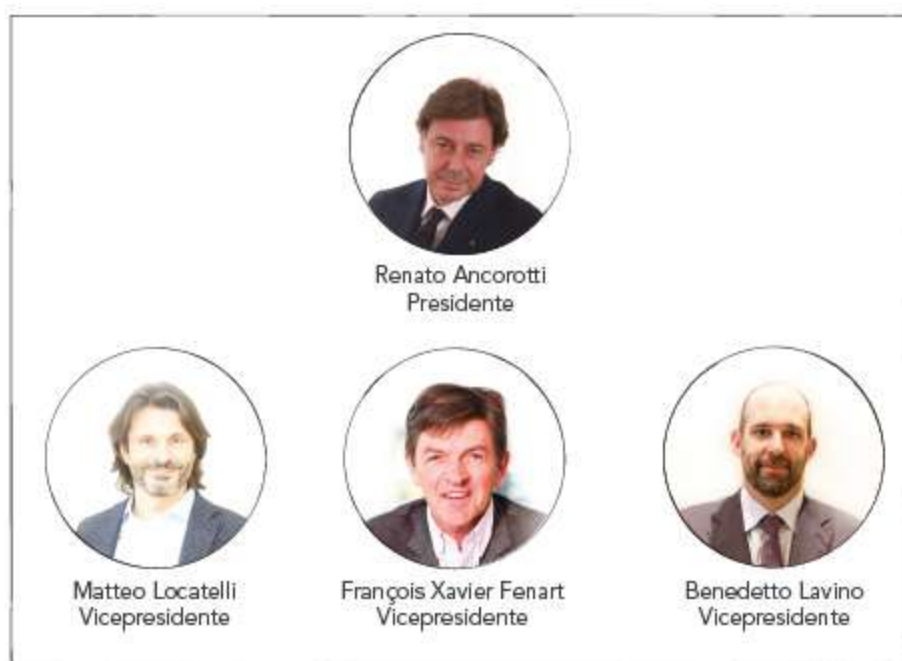 Renato Ancorotti
Presidente
Matteo Locatelli
Vicepresidente
François Xavier Fenart
Vicepresidente
Benedetto Lavino
Vicepresidente